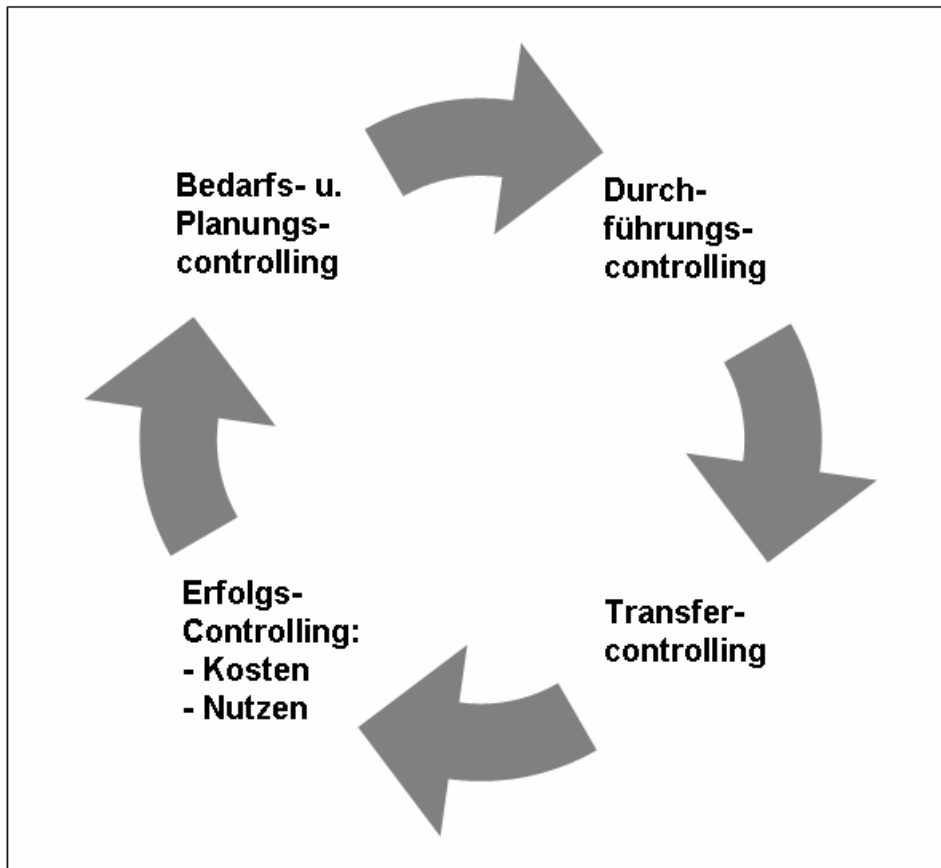 Bedarfs- u.
Planungs-
controlling
Durch-
führungs-
controlling
Transfer-
controlling
Erfolgs-
Controlling:
- Kosten
- Nutzen